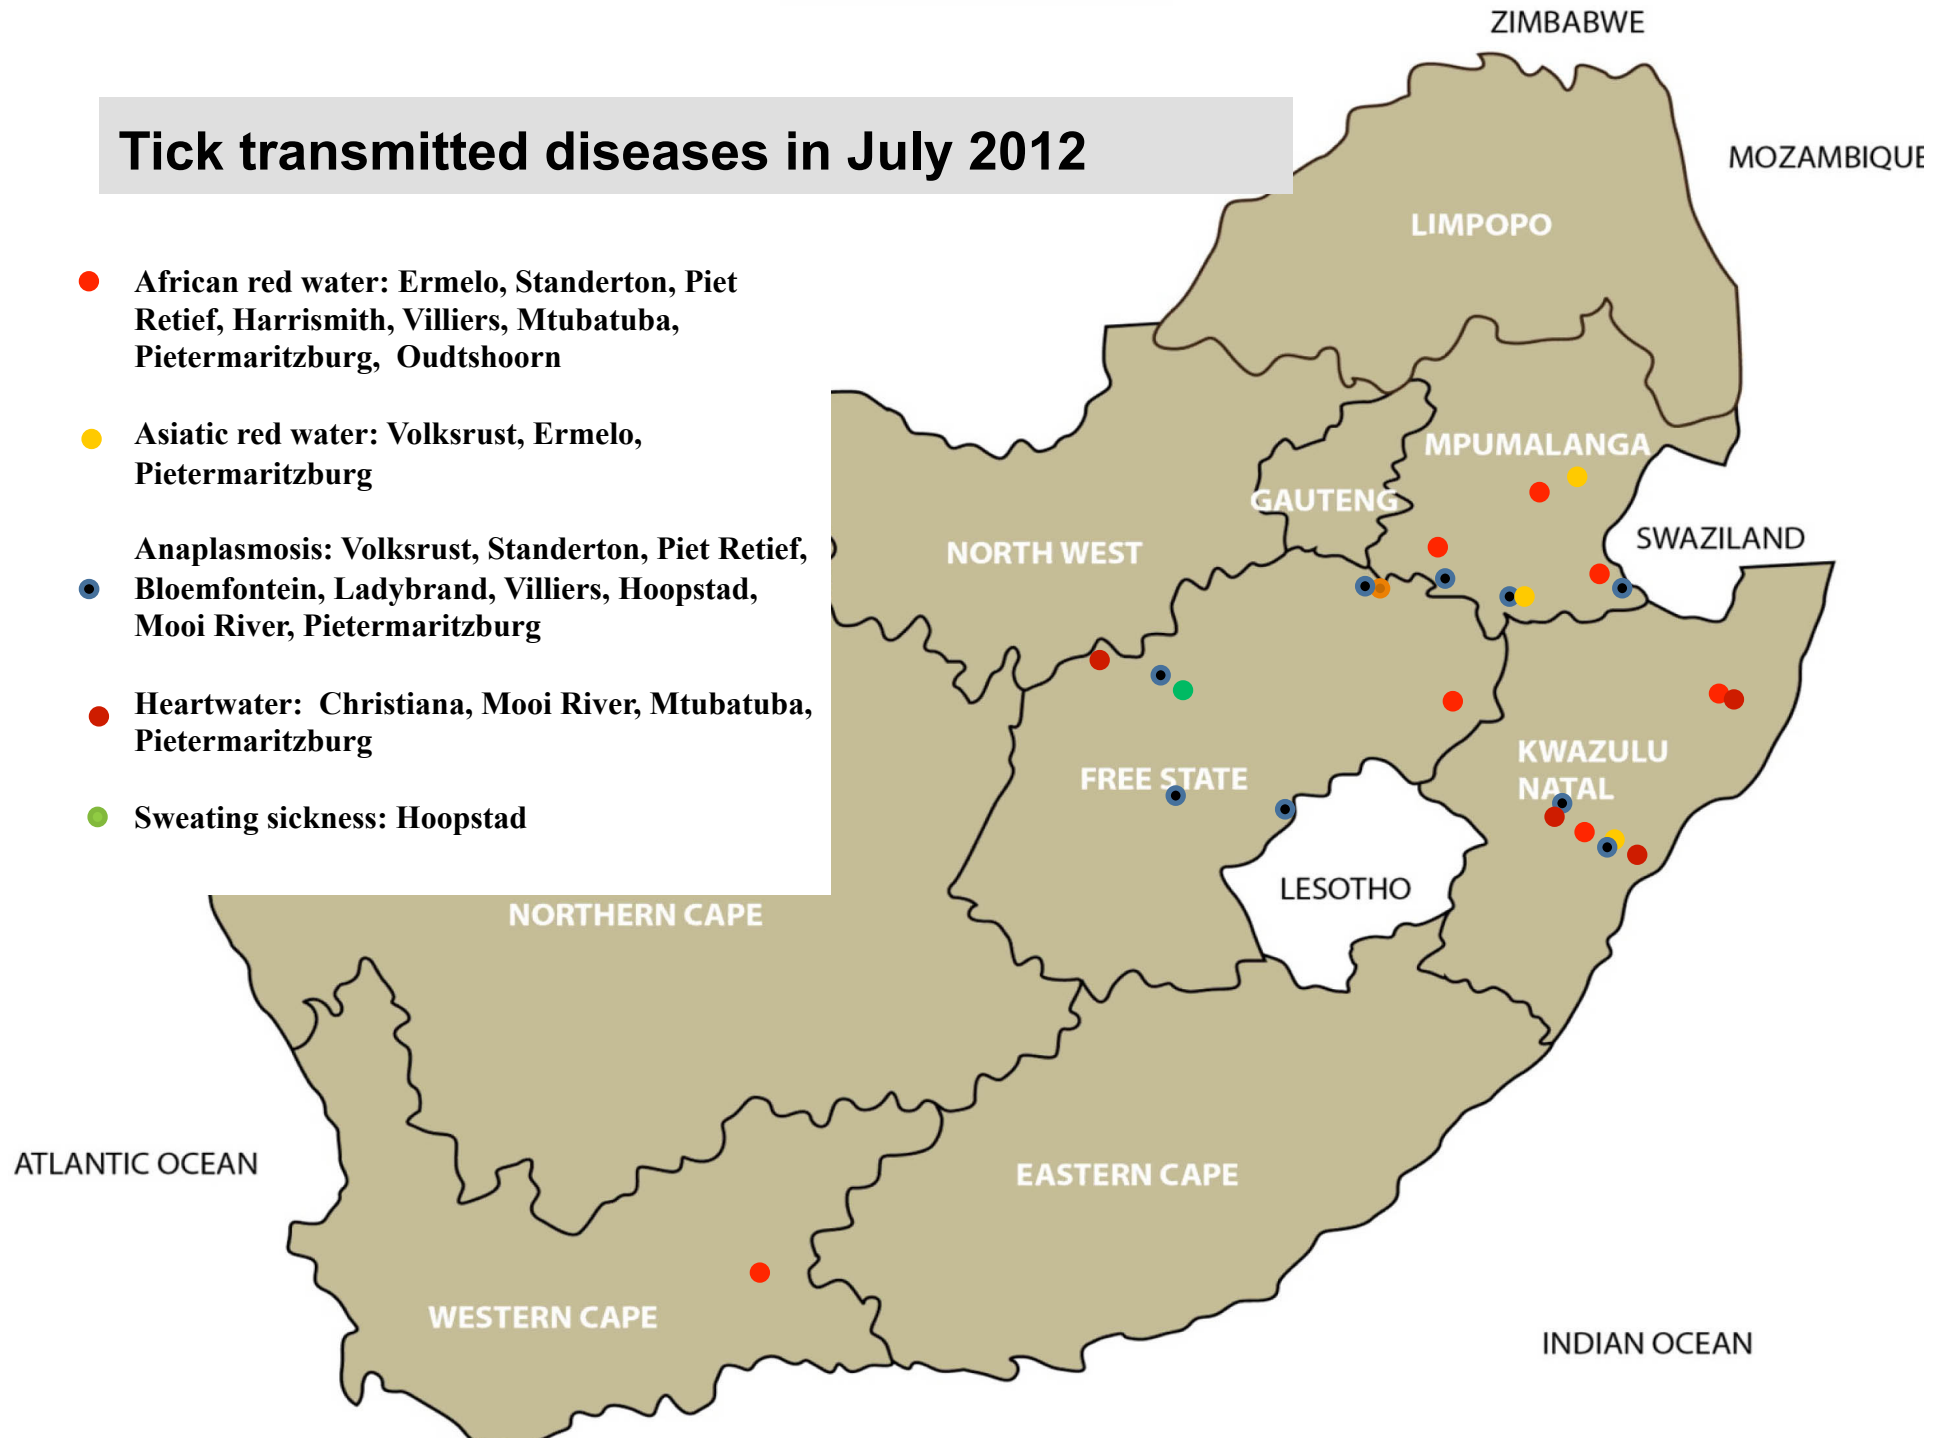 ZIMBABWE
Tick transmitted diseases in July 2012
MOZAMBIQUE
LIMPOPO
African red water: Ermelo, Standerton, Piet
Retief, Harrismith, Villiers, Mtubatuba,
Pietermaritzburg, Oudtshoorn
Asiatic red water: Volksrust, Ermelo,
Pietermaritzburg
Anaplasmosis: Volksrust, Standerton, Piet Retief,
Bloemfontein, Ladybrand, Villiers, Hoopstad,
Mooi River, Pietermaritzburg
Heartwater: Christiana, Mooi River, Mtubatuba,
Pietermaritzburg
Sweating sickness: Hoopstad
MPUMALANGA
GAUTENG
SWAZILAND
NORTH WEST
KWAZULU
NATAL
FREE STATE
LESOTHO
NORTHERN CAPE
ATLANTIC OCEAN
EASTERN CAPE
WESTERN CAPE
INDIAN OCEAN